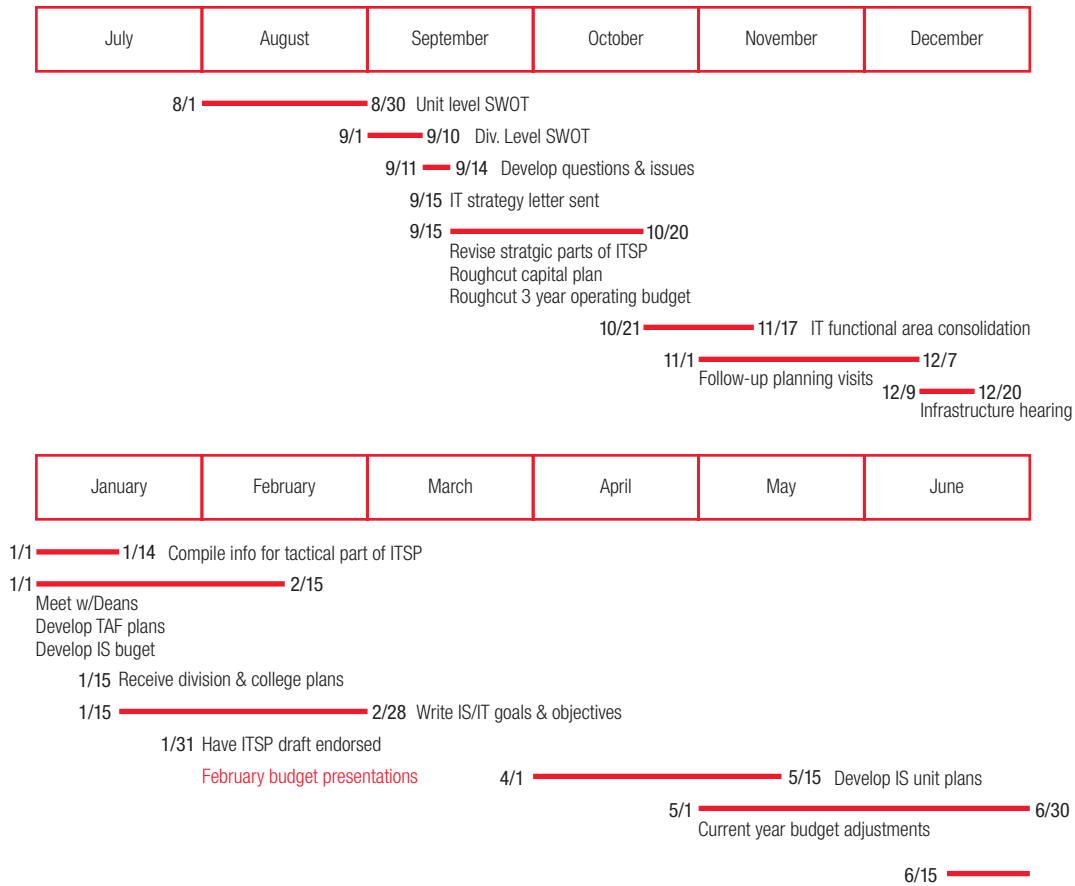 July August September October November December
8/1 8/30 Unit level SWOT
9/1 9/10 Div. Level SWOT
9/11 9/14 Develop questions & issues
9/15 IT strategy letter sent
9/15 10/20
Revise stratgic parts of ITSP
Roughcut capital plan
Roughcut 3 year operating budget
10/21 11/17 IT functional area consolidation
11/1 12/7
Follow-up planning visits
12/9 12/20
Infrastructure hearing
January February March April May June
1/1 1/14 Compile info for tactical part of ITSP
1/1 2/15
Meet w/Deans
Develop TAF plans
Develop IS buget
1/15 Receive division & college plans
1/15 2/28 Write IS/IT goals & objectives
1/31 Have ITSP draft endorsed
February budget presentations
4/1 5/15 Develop IS unit plans
5/1 6/30
Current year budget adjustments
6/15